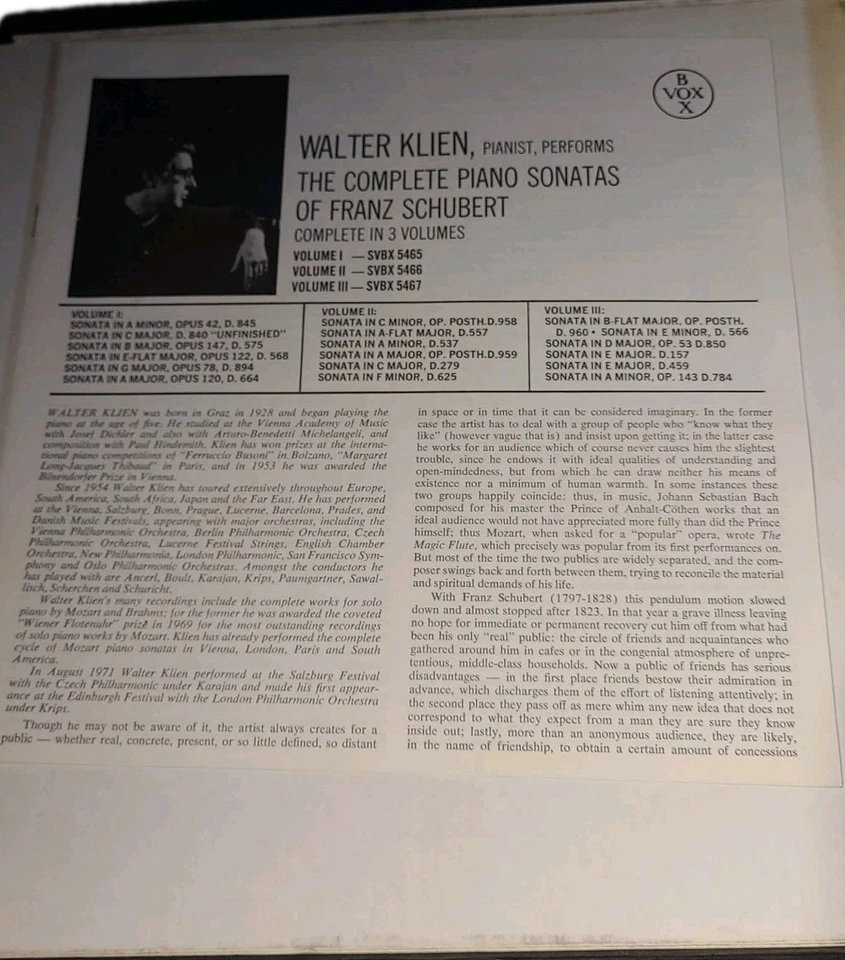 B
VOX
X
WALTER KLIEN, PIANIST, PERFORMS
THE COMPLETE PIANO SONATAS
OF FRANZ SCHUBERT
COMPLETE IN 3 VOLUMES
VOLUME I — SVBX 5465
VOLUME II — SVBX 5466
VOLUME III — SVBX 5467
VOLUME I:
SONATA IN A MINOR, OPUS 42, D. 845
SONATA IN C MAJOR, D. 840 "UNFINISHED"
SONATA IN B MAJOR, OPUS 147, D. 575
SONATA IN E-FLAT MAJOR, OPUS 122, D. 568
SONATA IN G MAJOR, OPUS 78, D. 894
SONATA IN A MAJOR, OPUS 120, D. 664
VOLUME II:
SONATA IN C MINOR, OP. POSTH.D.958
SONATA IN A-FLAT MAJOR, D.557
SONATA IN A MINOR, D.537
SONATA IN A MAJOR, OP. POSTH.D.959
SONATA IN C MAJOR, D.279
SONATA IN F MINOR, D.625
VOLUME III:
SONATA IN B-FLAT MAJOR. OP. POSTH.
D. 960 • SONATA IN E MINOR, D. 566
SONATA IN D MAJOR, OP. 53 D.850
SONATA IN E MAJOR. D.157
SONATA IN E MAJOR, D.459
SONATA IN A MINOR, OP. 143 D.784
WALTER KLIEN was born in Graz in 1928 and began playing the
piano at the age of five. He studied at the Vienna Academy of Music
with Josef Dichler and also with Arturo-Benedetti Michelangeli, and
composition with Paul Hindemith. Klien has won prizes at the interna-
tional piano competitions of "Ferruccio Busoni" in Bolzano, "Margaret
Long-Jacques Thibaud" in Paris, and in 1953 he was awarded the
Bösendorfer Prize in Vienna.
Since 1954 Walter Klien has toured extensively throughout Europe,
South America, South Africa, Japan and the Far East. He has performed
at the Vienna, Salzburg, Bonn, Prague, Lucerne, Barcelona, Prades, and
Danish Music Festivals, appearing with major orchestras, including the
Vienna Philharmonic Orchestra, Berlin Philharmonic Orchestra, Czech
Philharmonic Orchestra, Lucerne Festival Strings, English Chamber
Orchestra, New Philharmonia, London Philharmonic, San Francisco Sym-
phony and Oslo Philharmonic Orchestras. Amongst the conductors he
has played with are Ancerl, Boult, Karajan, Krips, Paumgartner, Sawal-
lisch, Scherchen and Schuricht.
Walter Klien's many recordings include the complete works for solo
piano by Mozart and Brahms; for the former he was awarded the coveted
"Wiener Flotenuhr" prize in 1969 for the most outstanding recordings
of solo piano works by Mozart. Klien has already performed the complete
cycle of Mozart piano sonatas in Vienna, London, Paris and South
America.
In August 1971 Walter Klien performed at the Salzburg Festival
with the Czech Philharmonic under Karajan and made his first appear-
ance at the Edinburgh Festival with the London Philharmonic Orchestra
under Krips.
Though he may not be aware of it, the artist always creates for a
public — whether real, concrete, present, or so little defined, so distant
in space or in time that it can be considered imaginary. In the former
case the artist has to deal with a group of people who "know what they
like" (however vague that is) and insist upon getting it; in the latter case
he works for an audience which of course never causes him the slightest
trouble, since he endows it with ideal qualities of understanding and
open-mindedness, but from which he can draw neither his means of
existence nor a minimum of human warmth. In some instances these
two groups happily coincide: thus, in music, Johann Sebastian Bach
composed for his master the Prince of Anhalt-Cöthen works that an
ideal audience would not have appreciated more fully than did the Prince
himself; thus Mozart, when asked for a "popular" opera, wrote The
Magic Flute, which precisely was popular from its first performances on.
But most of the time the two publics are widely separated, and the com-
poser swings back and forth between them, trying to reconcile the material
and spiritual demands of his life.
With Franz Schubert (1797-1828) this pendulum motion slowed
down and almost stopped after 1823. In that year a grave illness leaving
no hope for immediate or permanent recovery cut him off from what had
been his only "real" public: the circle of friends and acquaintances who
gathered around him in cafes or in the congenial atmosphere of unpre-
tentious, middle-class households. Now a public of friends has serious
disadvantages — in the first place friends bestow their admiration in
advance, which discharges them of the effort of listening attentively; in
the second place they pass off as mere whim any new idea that does not
correspond to what they expect from a man they are sure they know
inside out; lastly, more than an anonymous audience, they are likely,
in the name of friendship, to obtain a certain amount of concessions